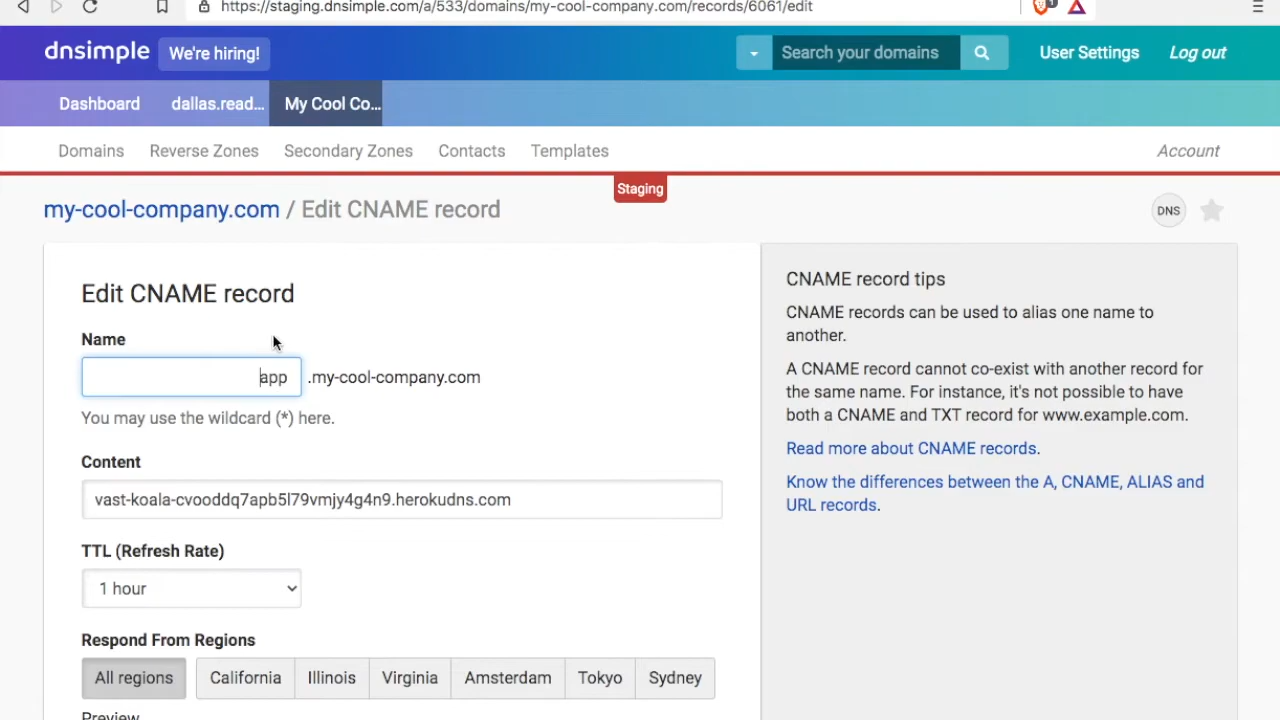 https://staging.dnsimple.com/a/533/domains/my-cool-company.com/records/6061/edit
dnsimple We're hiring! Search your domains User Settings Log out
Dashboard dallas.read... My Cool Co...
Domains Reverse Zones Secondary Zones Contacts Templates Account
Staging
my-cool-company.com / Edit CNAME record DNS
Edit CNAME record
Name
app .my-cool-company.com
You may use the wildcard (*) here.
Content
vast-koala-cvooddq7apb5l79vmjy4g4n9.herokudns.com
TTL (Refresh Rate)
1 hour
Respond From Regions
All regions California Illinois Virginia Amsterdam Tokyo Sydney
Preview
CNAME record tips
CNAME records can be used to alias one name to
another.
A CNAME record cannot co-exist with another record for
the same name. For instance, it's not possible to have
both a CNAME and TXT record for www.example.com.
Read more about CNAME records.
Know the differences between the A, CNAME, ALIAS and
URL records.